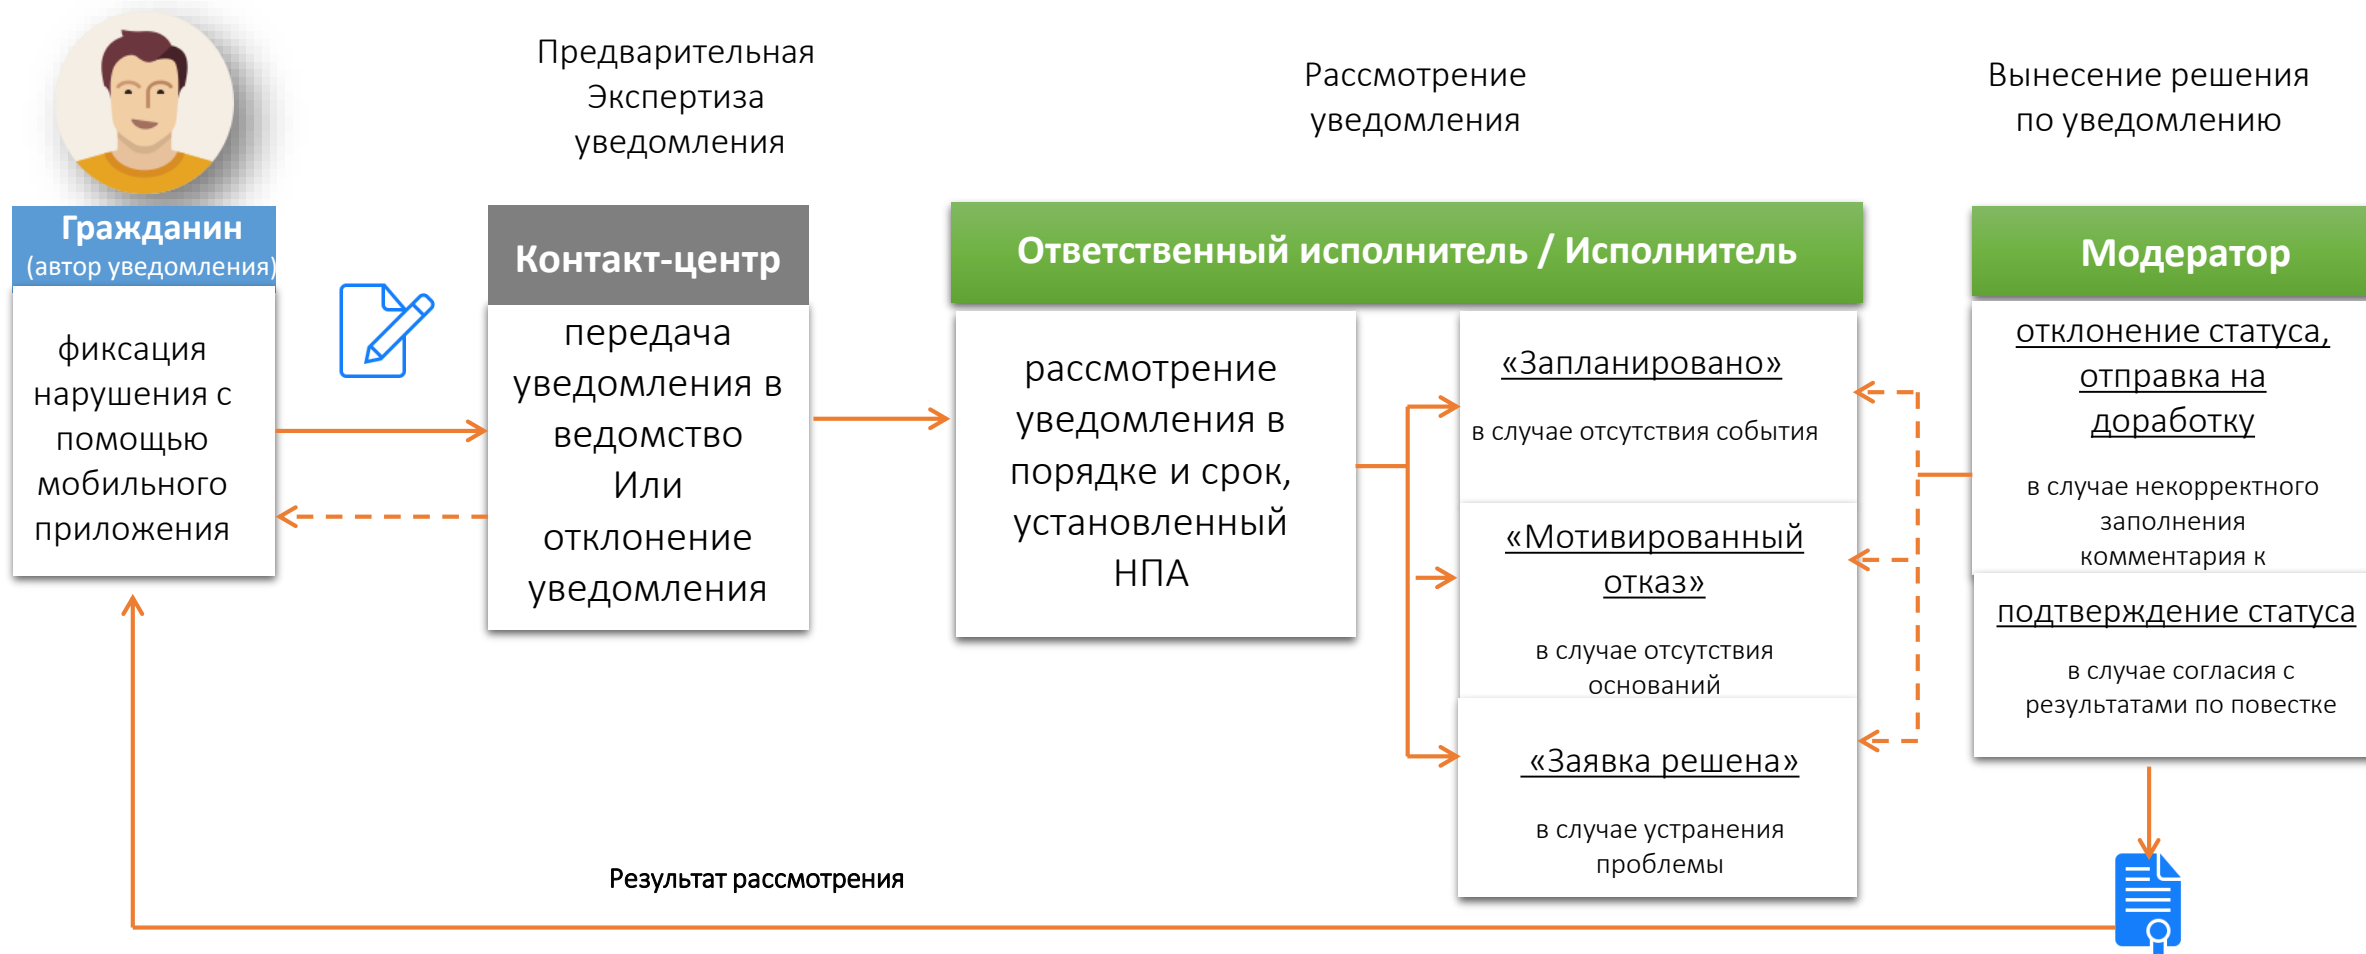 Предварительная
Экспертиза
уведомления
Рассмотрение
уведомления
Вынесение решения
по уведомлению
Гражданин
(автор уведомления)
фиксация
нарушения с
помощью
мобильного
приложения
Контакт-центр
передача
уведомления в
ведомство
Или
отклонение
уведомления
Ответственный исполнитель / Исполнитель
рассмотрение
уведомления в
порядке и срок,
установленный
НПА
«Запланировано»
в случае отсутствия события
«Мотивированный
отказ»
в случае отсутствия
оснований
«Заявка решена»
в случае устранения
проблемы
Модератор
отклонение статуса,
отправка на
доработку
в случае некорректного
заполнения
комментария к
подтверждение статуса
в случае согласия с
результатами по повестке
Результат рассмотрения